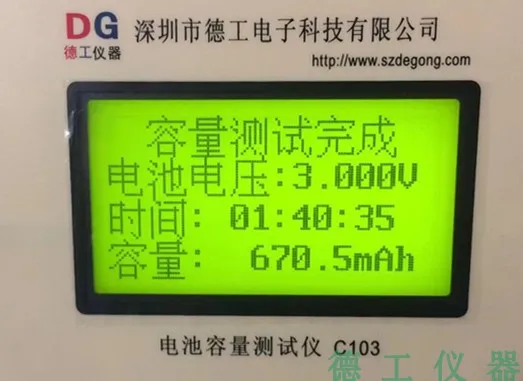 DG 深圳市德工电子科技有限公司
德工仪器 http://www.szdegong.com
容量测试完成
电池电压:3.000V
时间: 01:40:35
容量: 670.5mAh
电池容量测试仪 C103
德工仪器